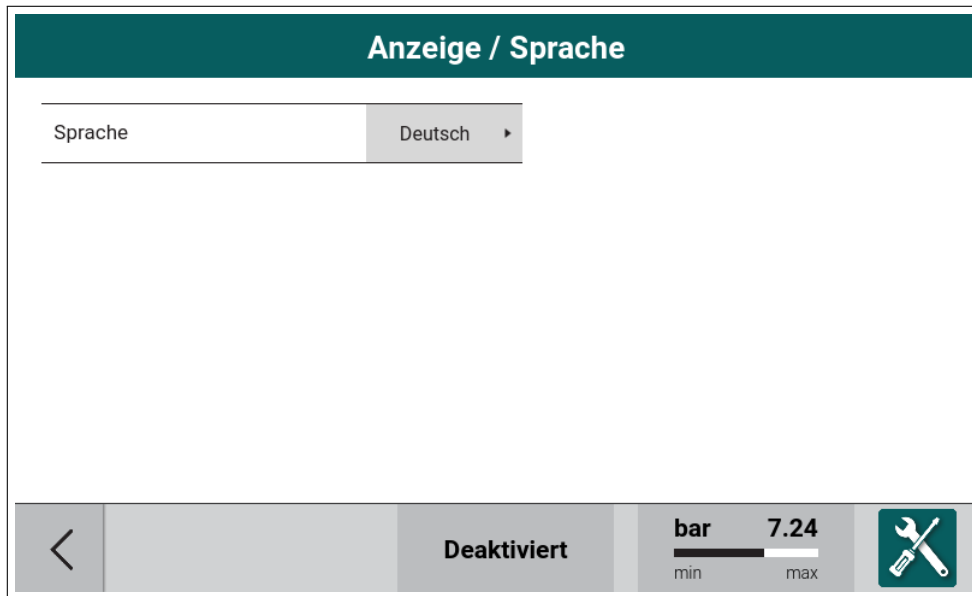 Anzeige / Sprache
Sprache Deutsch
Deaktiviert
bar 7.24
min max